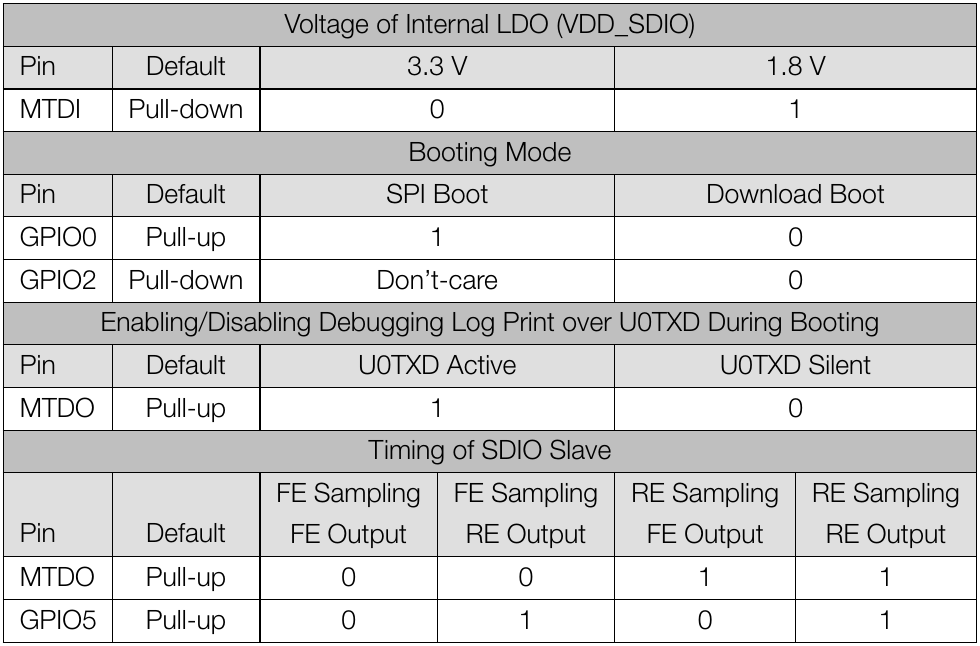 Voltage of Internal LDO (VDD_SDIO)
Pin Default 3.3 V 1.8 V
MTDI Pull-down 0 1
Booting Mode
Pin Default SPI Boot Download Boot
GPIO0 Pull-up 1 0
GPIO2 Pull-down Don’t-care 0
Enabling/Disabling Debugging Log Print over U0TXD During Booting
Pin Default U0TXD Active U0TXD Silent
MTDO Pull-up 1 0
Timing of SDIO Slave
FE Sampling FE Sampling RE Sampling RE Sampling
Pin Default FE Output RE Output FE Output RE Output
MTDO Pull-up 0 0 1 1
GPIO5 Pull-up 0 1 0 1